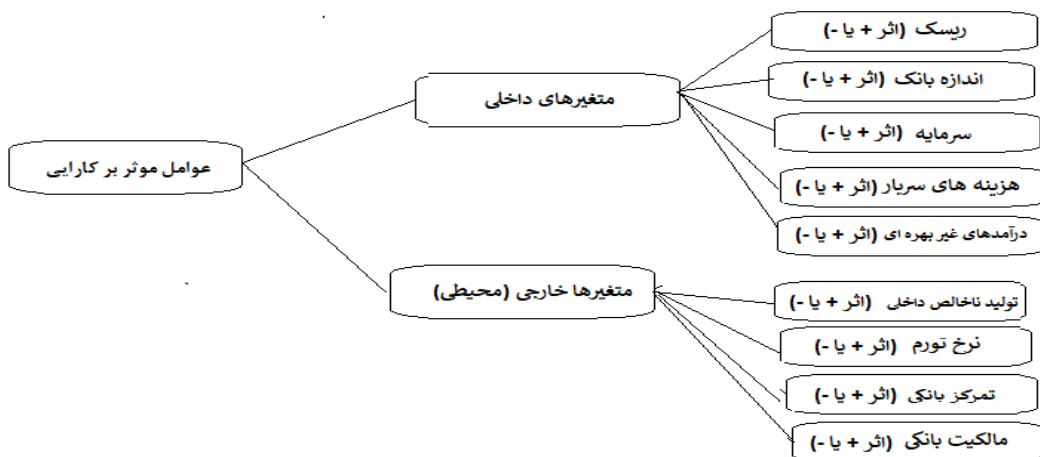 عوامل موثر بر کارایی
متغیرهای داخلی
ریسک (اثر + یا -)
اندازه بانک (اثر + یا -)
سرمایه (اثر + یا -)
هزینه های سربار (اثر + یا -)
درآمدهای غیر بهره ای (اثر + یا -)
متغیرها خارجی (محیطی)
تولید ناخالص داخلی (اثر + یا -)
نرخ تورم (اثر + یا -)
تمرکز بانکی (اثر + یا -)
مالکیت بانکی (اثر + یا -)